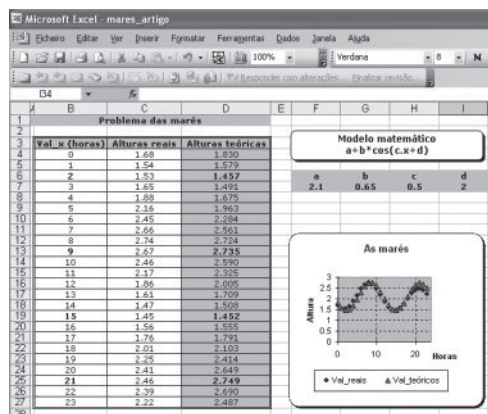 Microsoft Excel - mares_artigo
Ficheiro Editar Ver Inserir Formatar Ferramentas Dados Janela Ajuda
100% Verdana 8 N
Responder com alterações... Finalizar revisão...
I34 fx
A B C D E F G H I
1 Problema das marés
2
3 Val_x (horas) Alturas reais Alturas teóricas Modelo matemático
4 0 1.68 1.830 a+b*cos(c.x+d)
5 1 1.54 1.579
6 2 1.53 1.457 a b c d
7 3 1.65 1.491 2.1 0.65 0.5 2
8 4 1.88 1.675
9 5 2.16 1.963
10 6 2.45 2.284
11 7 2.66 2.561
12 8 2.74 2.724
13 9 2.67 2.735
14 10 2.46 2.590
15 11 2.17 2.325
16 12 1.86 2.005
17 13 1.61 1.709
18 14 1.47 1.508
19 15 1.45 1.452
20 16 1.56 1.555
21 17 1.76 1.791
22 18 2.01 2.103
23 19 2.25 2.414
24 20 2.41 2.649
25 21 2.46 2.749
26 22 2.39 2.690
27 23 2.22 2.487
28
As marés
Altura
3
2.5
2
1.5
1
0.5
0
0 10 20 Horas
Val_reais Val_teóricos